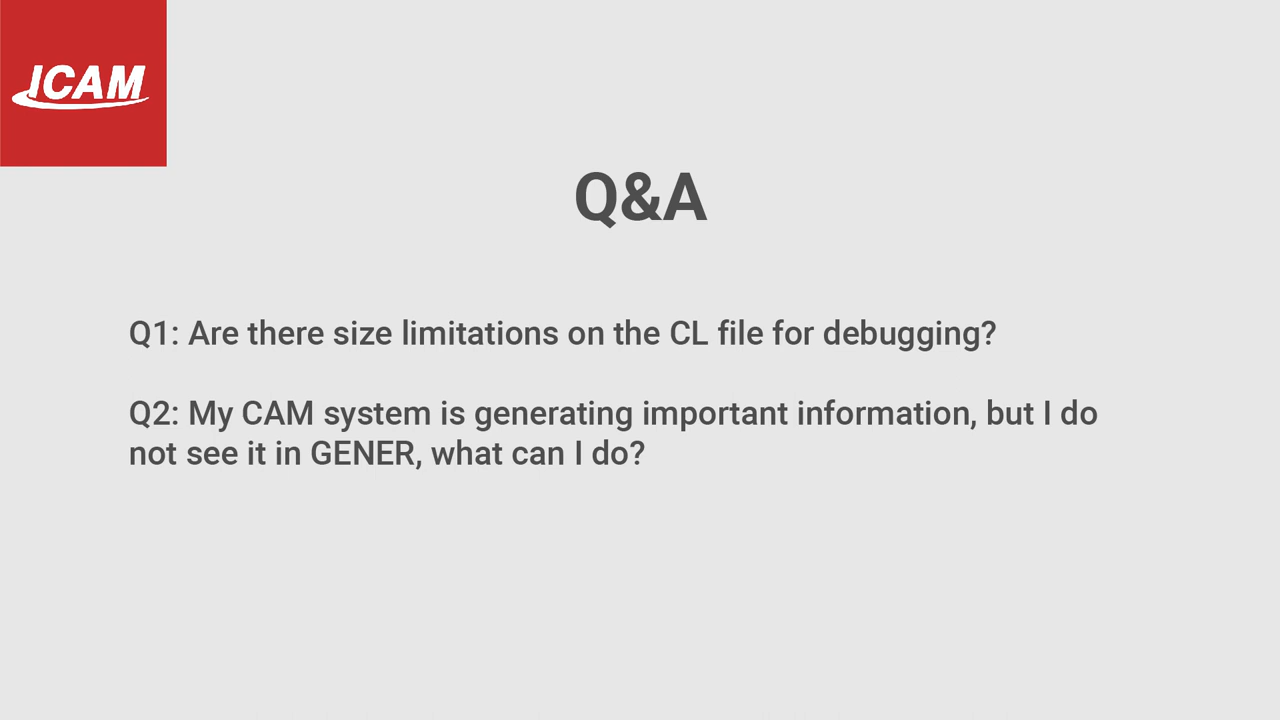 ICAM
Q&A
Q1: Are there size limitations on the CL file for debugging?
Q2: My CAM system is generating important information, but I do
not see it in GENER, what can I do?